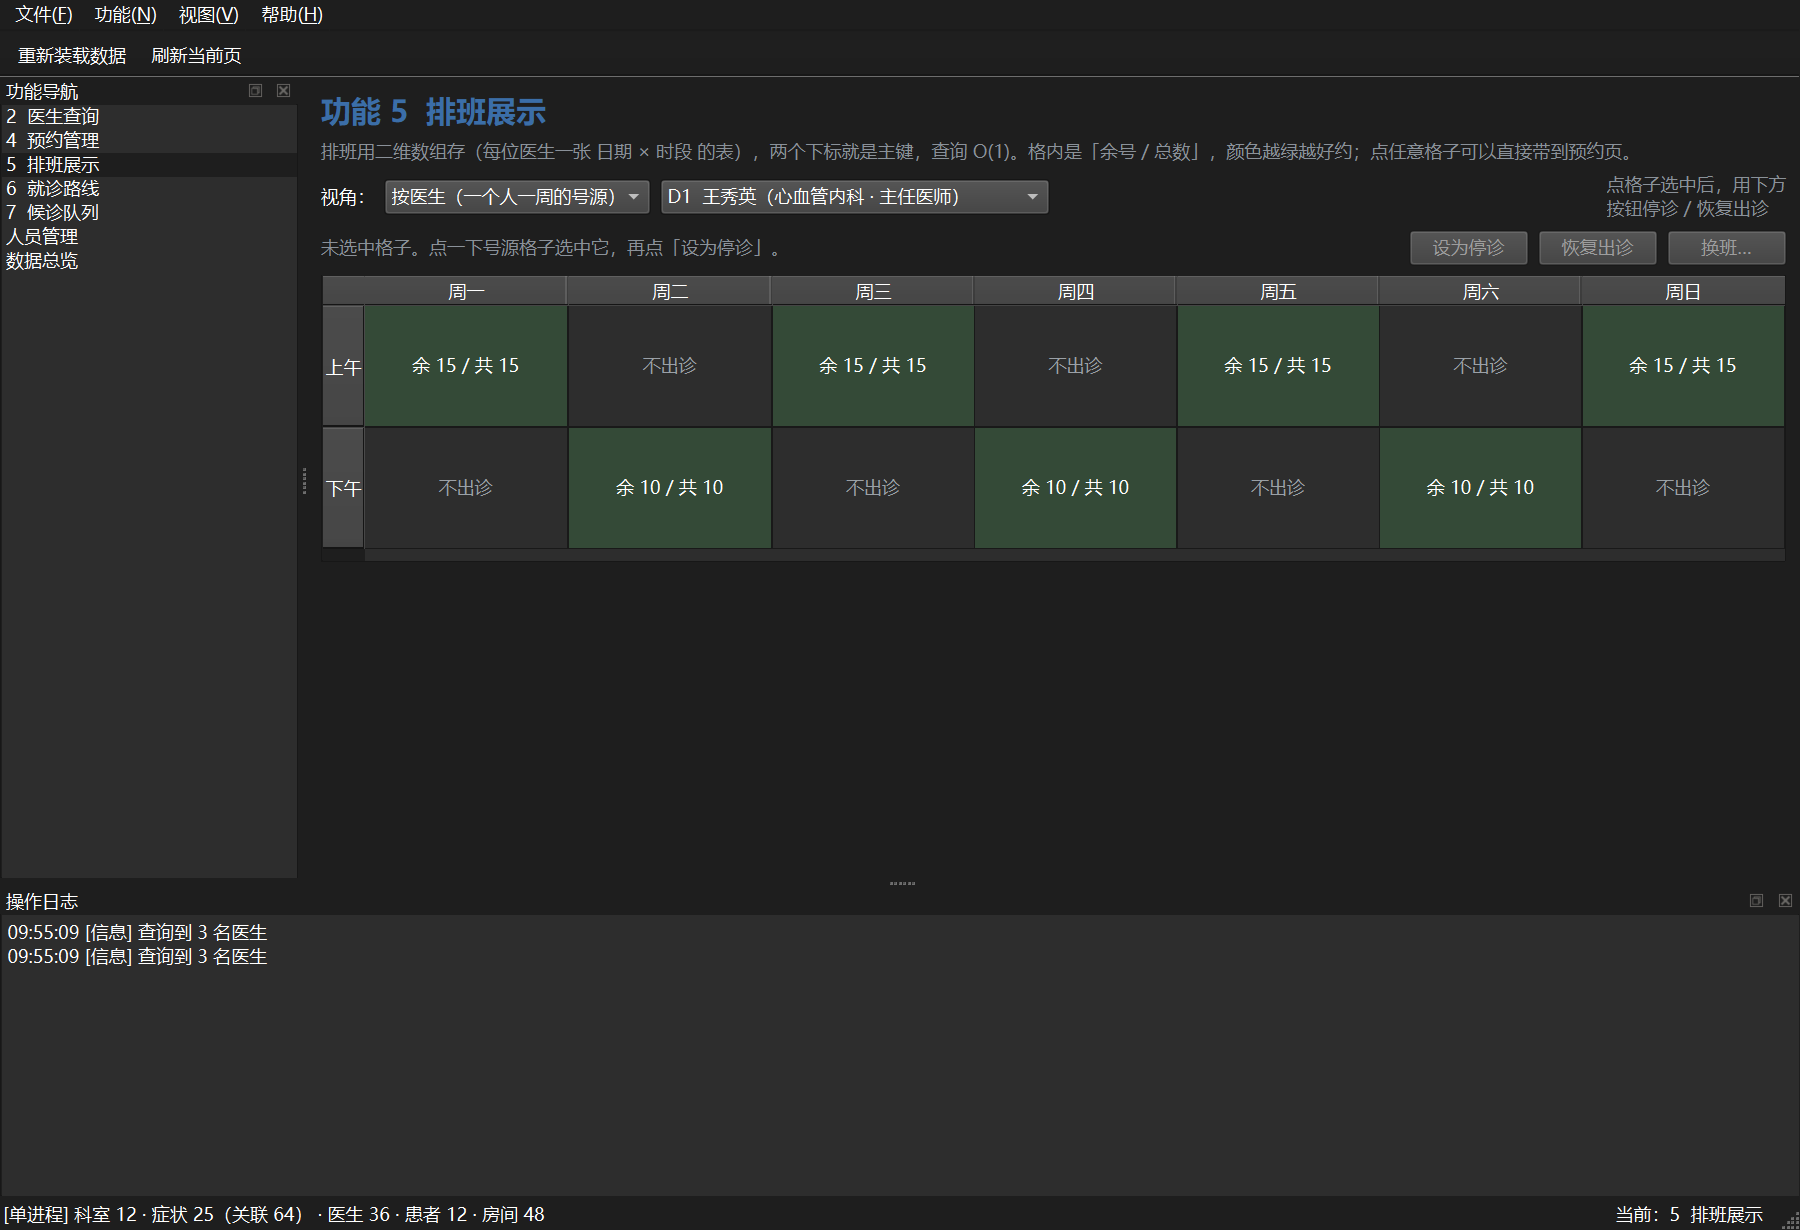 文件(F) 功能(N) 视图(V) 帮助(H)
重新装载数据 刷新当前页
功能导航
2 医生查询
4 预约管理
5 排班展示
6 就诊路线
7 候诊队列
人员管理
数据总览
功能 5 排班展示
排班用二维数组存（每位医生一张 日期 × 时段 的表），两个下标就是主键，查询 O(1)。格内是「余号 / 总数」，颜色越绿越好约；点任意格子可以直接带到预约页。
视角： 按医生（一个人一周的号源） D1 王秀英（心血管内科 · 主任医师）
点格子选中后，用下方
按钮停诊 / 恢复出诊
未选中格子。点一下号源格子选中它，再点「设为停诊」。 设为停诊 恢复出诊 换班...
周一 周二 周三 周四 周五 周六 周日
上午 余 15 / 共 15 不出诊 余 15 / 共 15 不出诊 余 15 / 共 15 不出诊 余 15 / 共 15
下午 不出诊 余 10 / 共 10 不出诊 余 10 / 共 10 不出诊 余 10 / 共 10 不出诊
操作日志
09:55:09 [信息] 查询到 3 名医生
09:55:09 [信息] 查询到 3 名医生
[单进程] 科室 12 · 症状 25（关联 64） · 医生 36 · 患者 12 · 房间 48 当前：5 排班展示